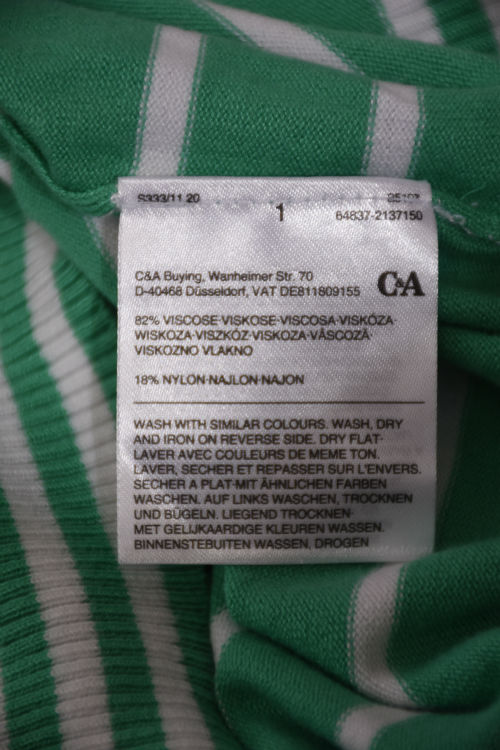 S333/11 20
1
64837-2137150
C&A Buying, Wanheimer Str. 70
D-40468 Düsseldorf, VAT DE811809155
C&A
82% VISCOSE·VISKOSE·VISCOSA·VISKÓZA·
WISKOZA·VISZKÓZ·VISKOZA·VÂSCOZĂ·
VISKOZNO VLAKNO
18% NYLON·NAJLON·NAJON
WASH WITH SIMILAR COLOURS. WASH, DRY
AND IRON ON REVERSE SIDE. DRY FLAT·
LAVER AVEC COULEURS DE MEME TON.
LAVER, SECHER ET REPASSER SUR L'ENVERS.
SECHER A PLAT·MIT ÄHNLICHEN FARBEN
WASCHEN. AUF LINKS WASCHEN, TROCKNEN
UND BÜGELN. LIEGEND TROCKNEN·
MET GELIJKAARDIGE KLEUREN WASSEN.
BINNENSTEBUITEN WASSEN, DROGEN